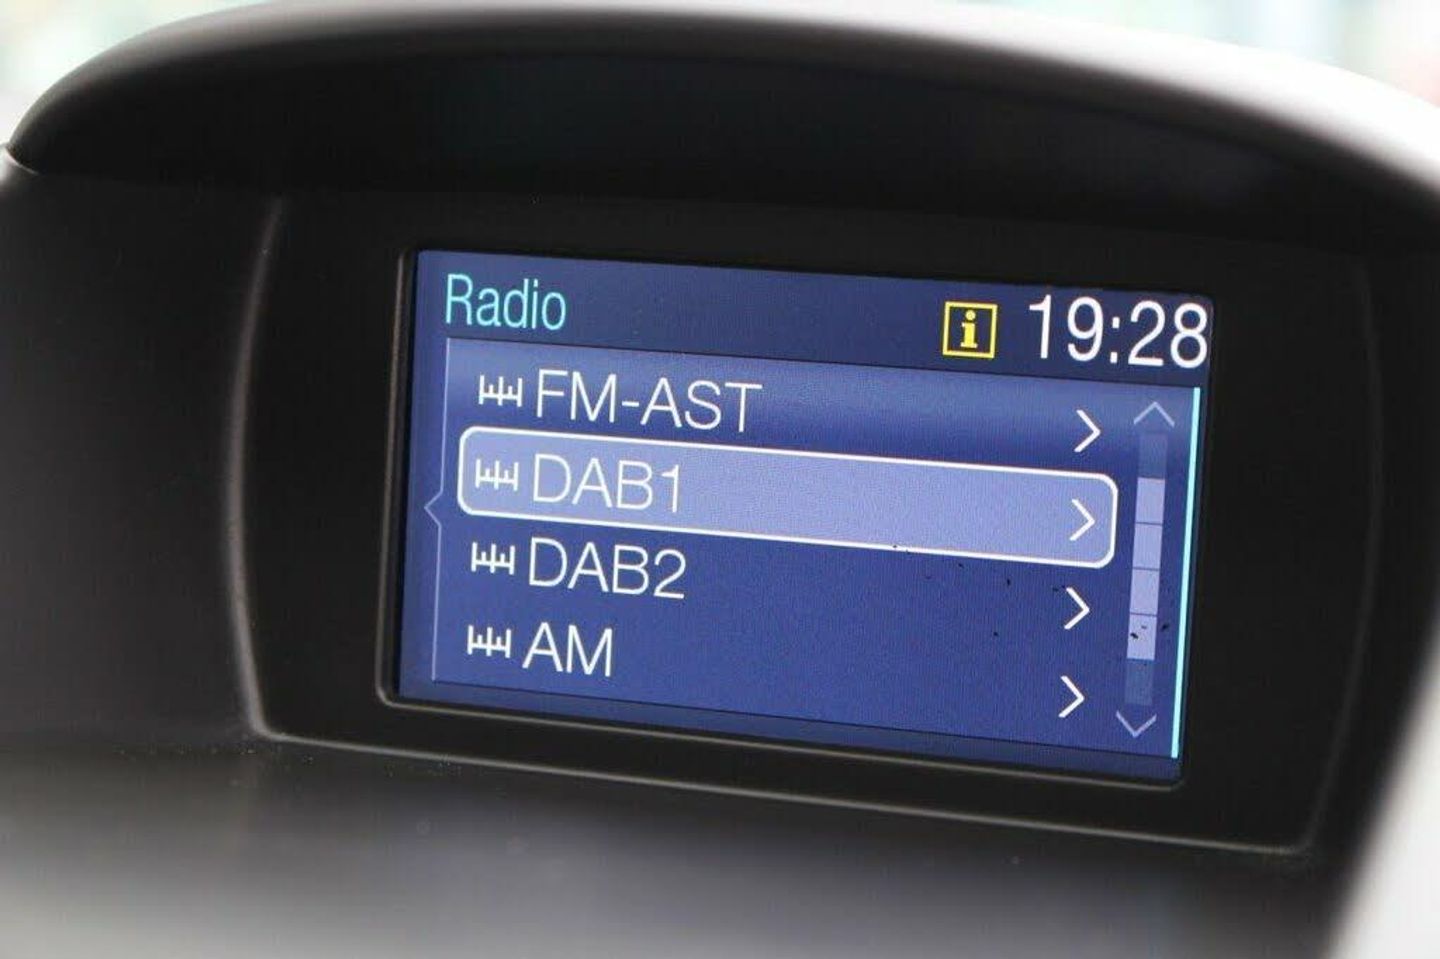 Radio
i 19:28
FM-AST
DAB1
DAB2
AM